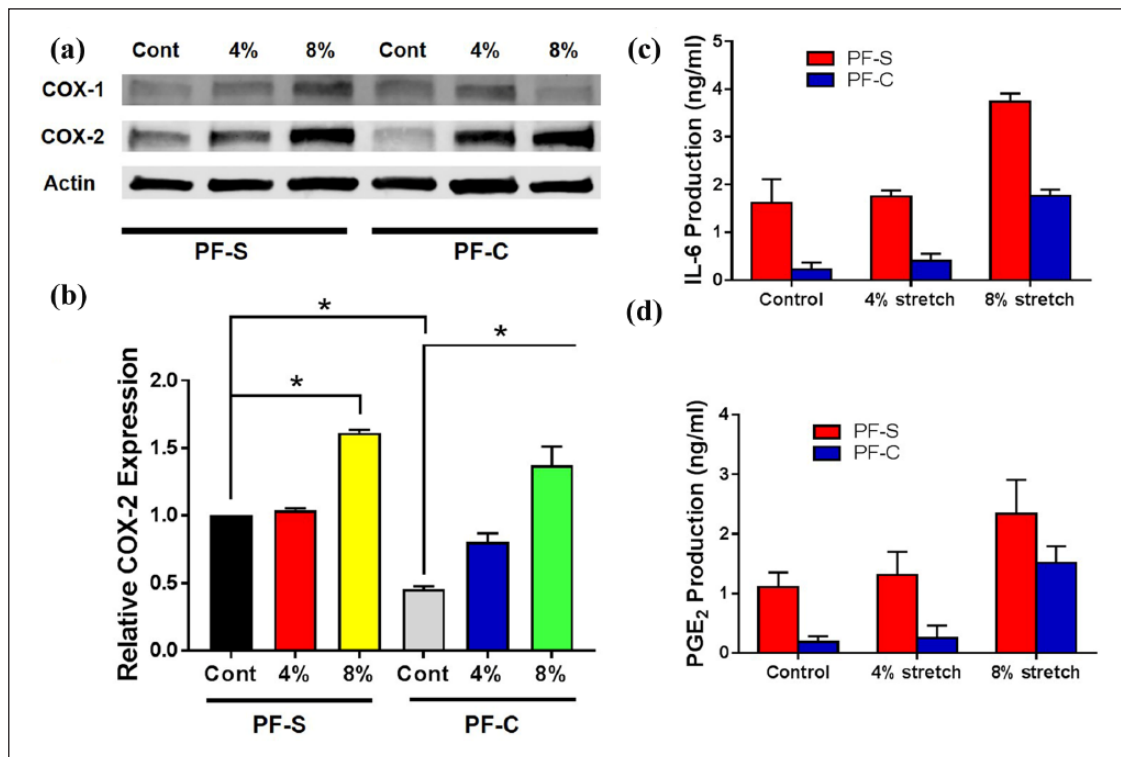 (a)
Cont 4% 8% Cont 4% 8%
COX-1
COX-2
Actin
PF-S PF-C
(b)
Relative COX-2 Expression
2.0
1.5
1.0
0.5
0.0
*
*
*
Cont 4% 8% Cont 4% 8%
PF-S PF-C
(c)
IL-6 Production (ng/ml)
5
4
3
2
1
0
PF-S
PF-C
Control 4% stretch 8% stretch
(d)
PGE₂ Production (ng/ml)
4
3
2
1
0
PF-S
PF-C
Control 4% stretch 8% stretch